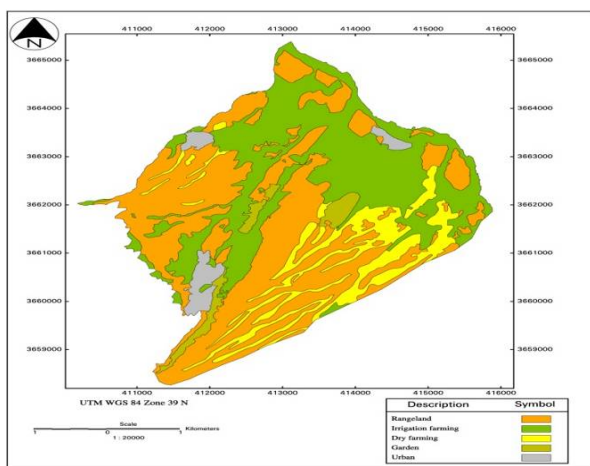 411000 412000 413000 414000 415000 416000
N
3665000 3665000
3664000 3664000
3663000 3663000
3662000 3662000
3661000 3661000
3660000 3660000
3659000 3659000
411000 412000 413000 414000 415000 416000
UTM WGS 84 Zone 39 N
Scale
1 0 1 Kilometers
1 : 20000
Description Symbol
Rangeland
Irrigation farming
Dry farming
Garden
Urban